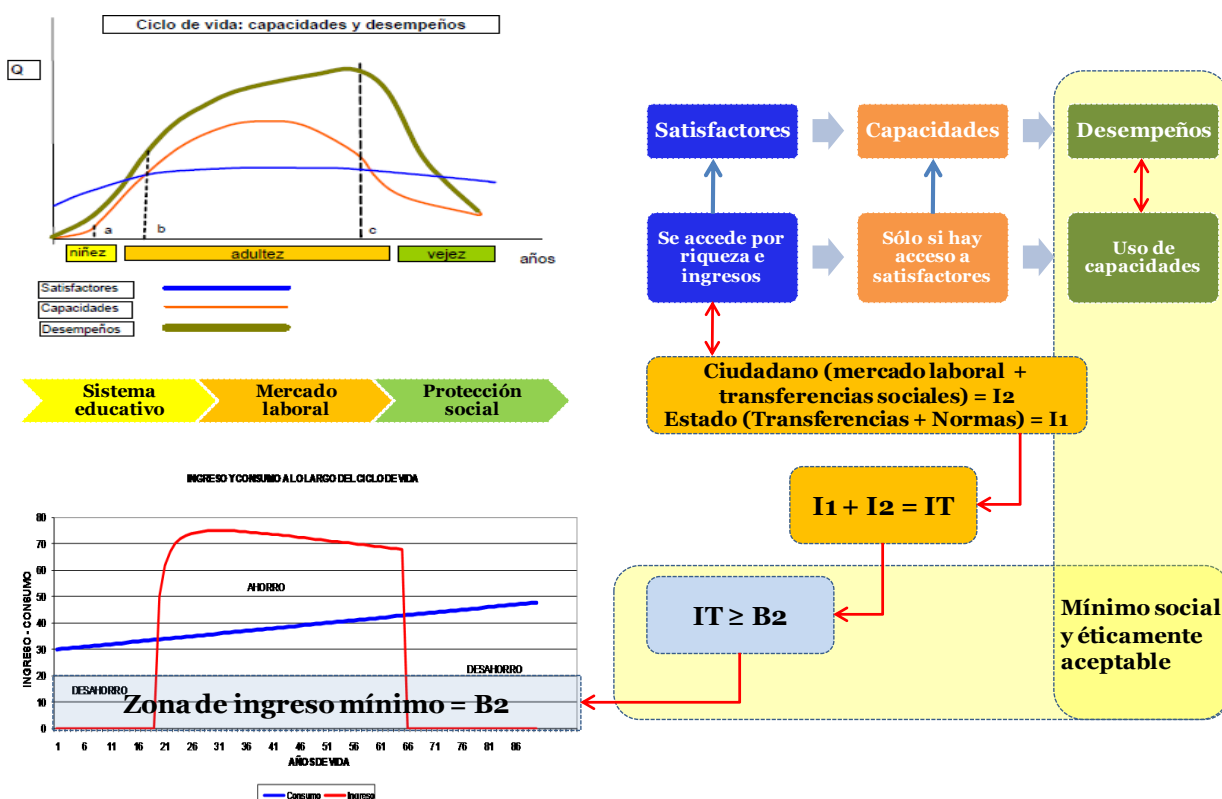 Ciclo de vida: capacidades y desempeños
Q
a
b
c
niñez
adultez
vejez
años
Satisfactores
Capacidades
Desempeños
Sistema
educativo
Mercado
laboral
Protección
social
INGRESO Y CONSUMO A LO LARGO DEL CICLO DE VIDA
INGRESO - CONSUMO
80
70
60
50
40
30
20
10
0
AHORRO
DESAHORRO
DESAHORRO
Zona de ingreso mínimo = B2
1 6 11 16 21 26 31 36 41 46 51 56 61 66 71 76 81 86
AÑOS DE VIDA
Consumo Ingreso
Satisfactores
Capacidades
Desempeños
Se accede por
riqueza e
ingresos
Sólo si hay
acceso a
satisfactores
Uso de
capacidades
Ciudadano (mercado laboral +
transferencias sociales) = I2
Estado (Transferencias + Normas) = I1
I1 + I2 = IT
IT ≥ B2
Mínimo social
y éticamente
aceptable